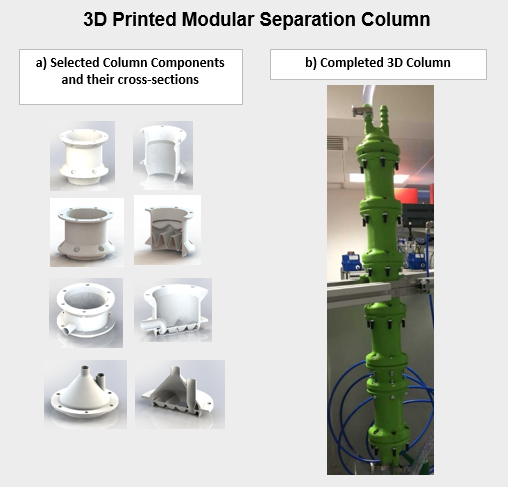 3D Printed Modular Separation Column
a) Selected Column Components
and their cross-sections
b) Completed 3D Column